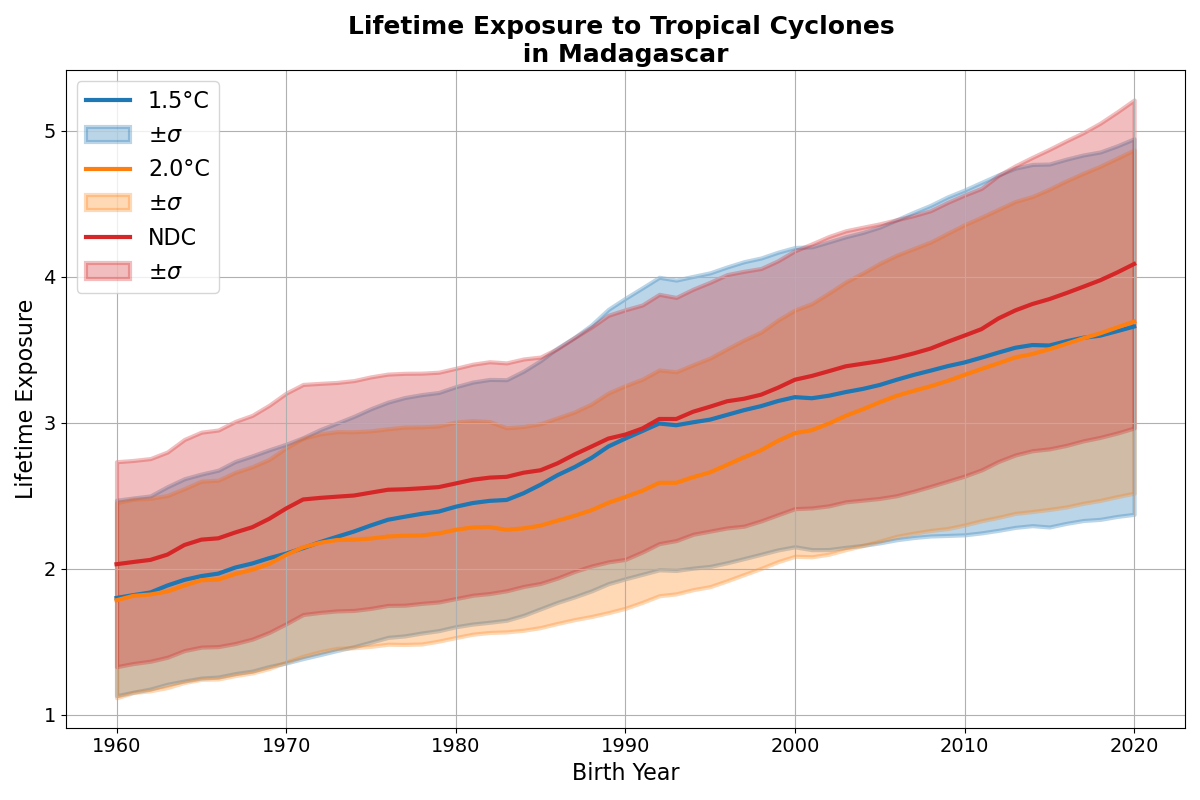 Lifetime Exposure to Tropical Cyclones
in Madagascar
1.5°C
±σ
2.0°C
±σ
NDC
±σ
Lifetime Exposure
5
4
3
2
1
1960 1970 1980 1990 2000 2010 2020
Birth Year